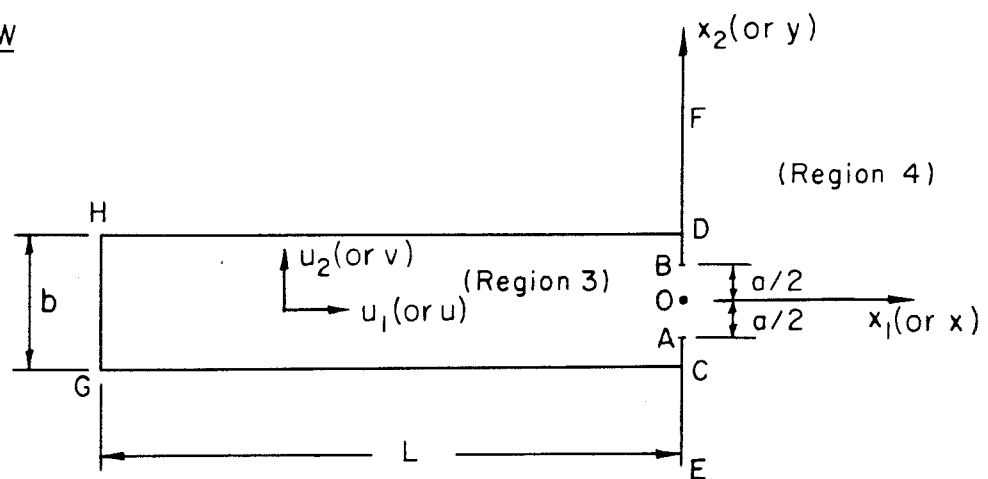 W
x₂(or y)
F
(Region 4)
H
D
u₂(or v)
(Region 3)
B
a/2
b
O
u₁(or u)
x₁(or x)
a/2
A
G
C
L
E